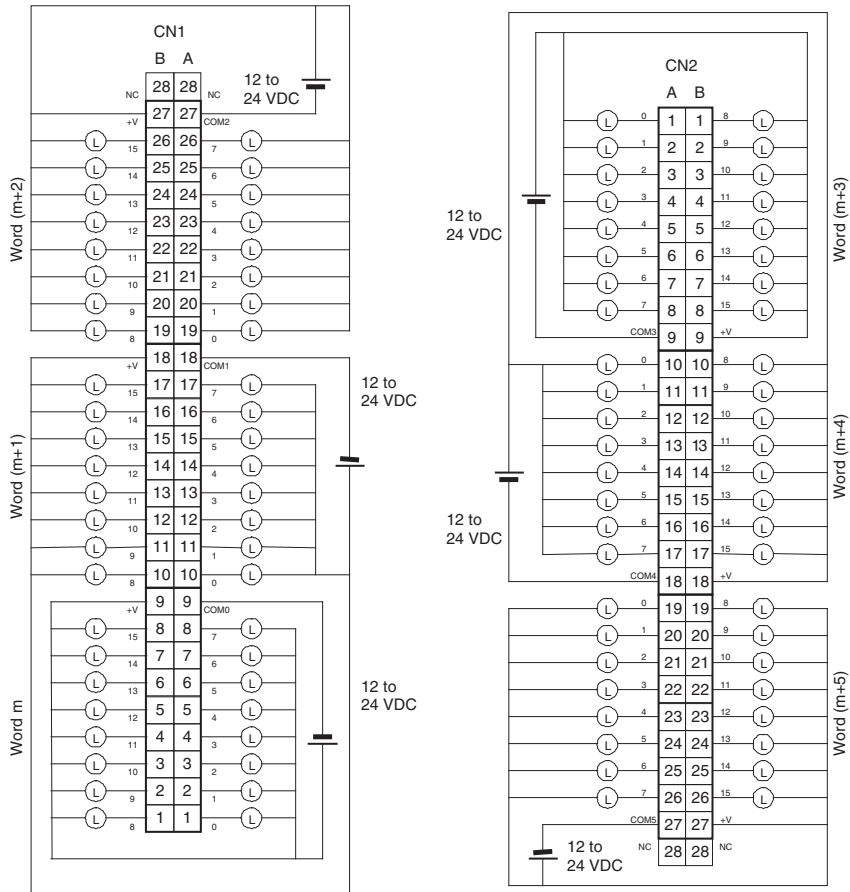 CN1
B A
NC 28 28 NC
12 to
24 VDC
+V 27 27 COM2
Word (m+2)
L 15 26 26 7 L
L 14 25 25 6 L
L 13 24 24 5 L
L 12 23 23 4 L
L 11 22 22 3 L
L 10 21 21 2 L
L 9 20 20 1 L
L 8 19 19 0 L
+V 18 18 COM1
12 to
24 VDC
Word (m+1)
L 15 17 17 7 L
L 14 16 16 6 L
L 13 15 15 5 L
L 12 14 14 4 L
L 11 13 13 3 L
L 10 12 12 2 L
L 9 11 11 1 L
L 8 10 10 0 L
+V 9 9 COM0
12 to
24 VDC
Word m
L 15 8 8 7 L
L 14 7 7 6 L
L 13 6 6 5 L
L 12 5 5 4 L
L 11 4 4 3 L
L 10 3 3 2 L
L 9 2 2 1 L
L 8 1 1 0 L
CN2
A B
L 0 1 1 8 L
L 1 2 2 9 L
L 2 3 3 10 L
L 3 4 4 11 L
L 4 5 5 12 L
L 5 6 6 13 L
L 6 7 7 14 L
L 7 8 8 15 L
Word (m+3)
12 to
24 VDC
COM3 9 9 +V
L 0 10 10 8 L
L 1 11 11 9 L
L 2 12 12 10 L
L 3 13 13 11 L
L 4 14 14 12 L
L 5 15 15 13 L
L 6 16 16 14 L
L 7 17 17 15 L
Word (m+4)
12 to
24 VDC
COM4 18 18 +V
L 0 19 19 8 L
L 1 20 20 9 L
L 2 21 21 10 L
L 3 22 22 11 L
L 4 23 23 12 L
L 5 24 24 13 L
L 6 25 25 14 L
L 7 26 26 15 L
Word (m+5)
COM5 27 27 +V
12 to
24 VDC
NC 28 28 NC